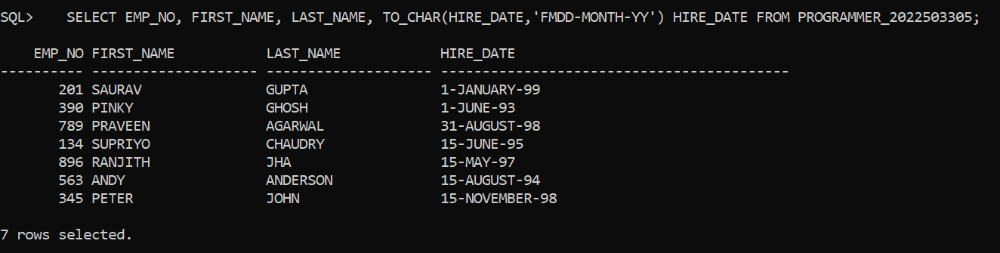 SQL>    SELECT EMP_NO, FIRST_NAME, LAST_NAME, TO_CHAR(HIRE_DATE,'FMDD-MONTH-YY') HIRE_DATE FROM PROGRAMMER_2022503305;
    EMP_NO FIRST_NAME           LAST_NAME            HIRE_DATE
---------- -------------------- -------------------- ------------------------------------------
       201 SAURAV               GUPTA                1-JANUARY-99
       390 PINKY                GHOSH                1-JUNE-93
       789 PRAVEEN              AGARWAL              31-AUGUST-98
       134 SUPRIYO              CHAUDRY              15-JUNE-95
       896 RANJITH              JHA                  15-MAY-97
       563 ANDY                 ANDERSON             15-AUGUST-94
       345 PETER                JOHN                 15-NOVEMBER-98
7 rows selected.